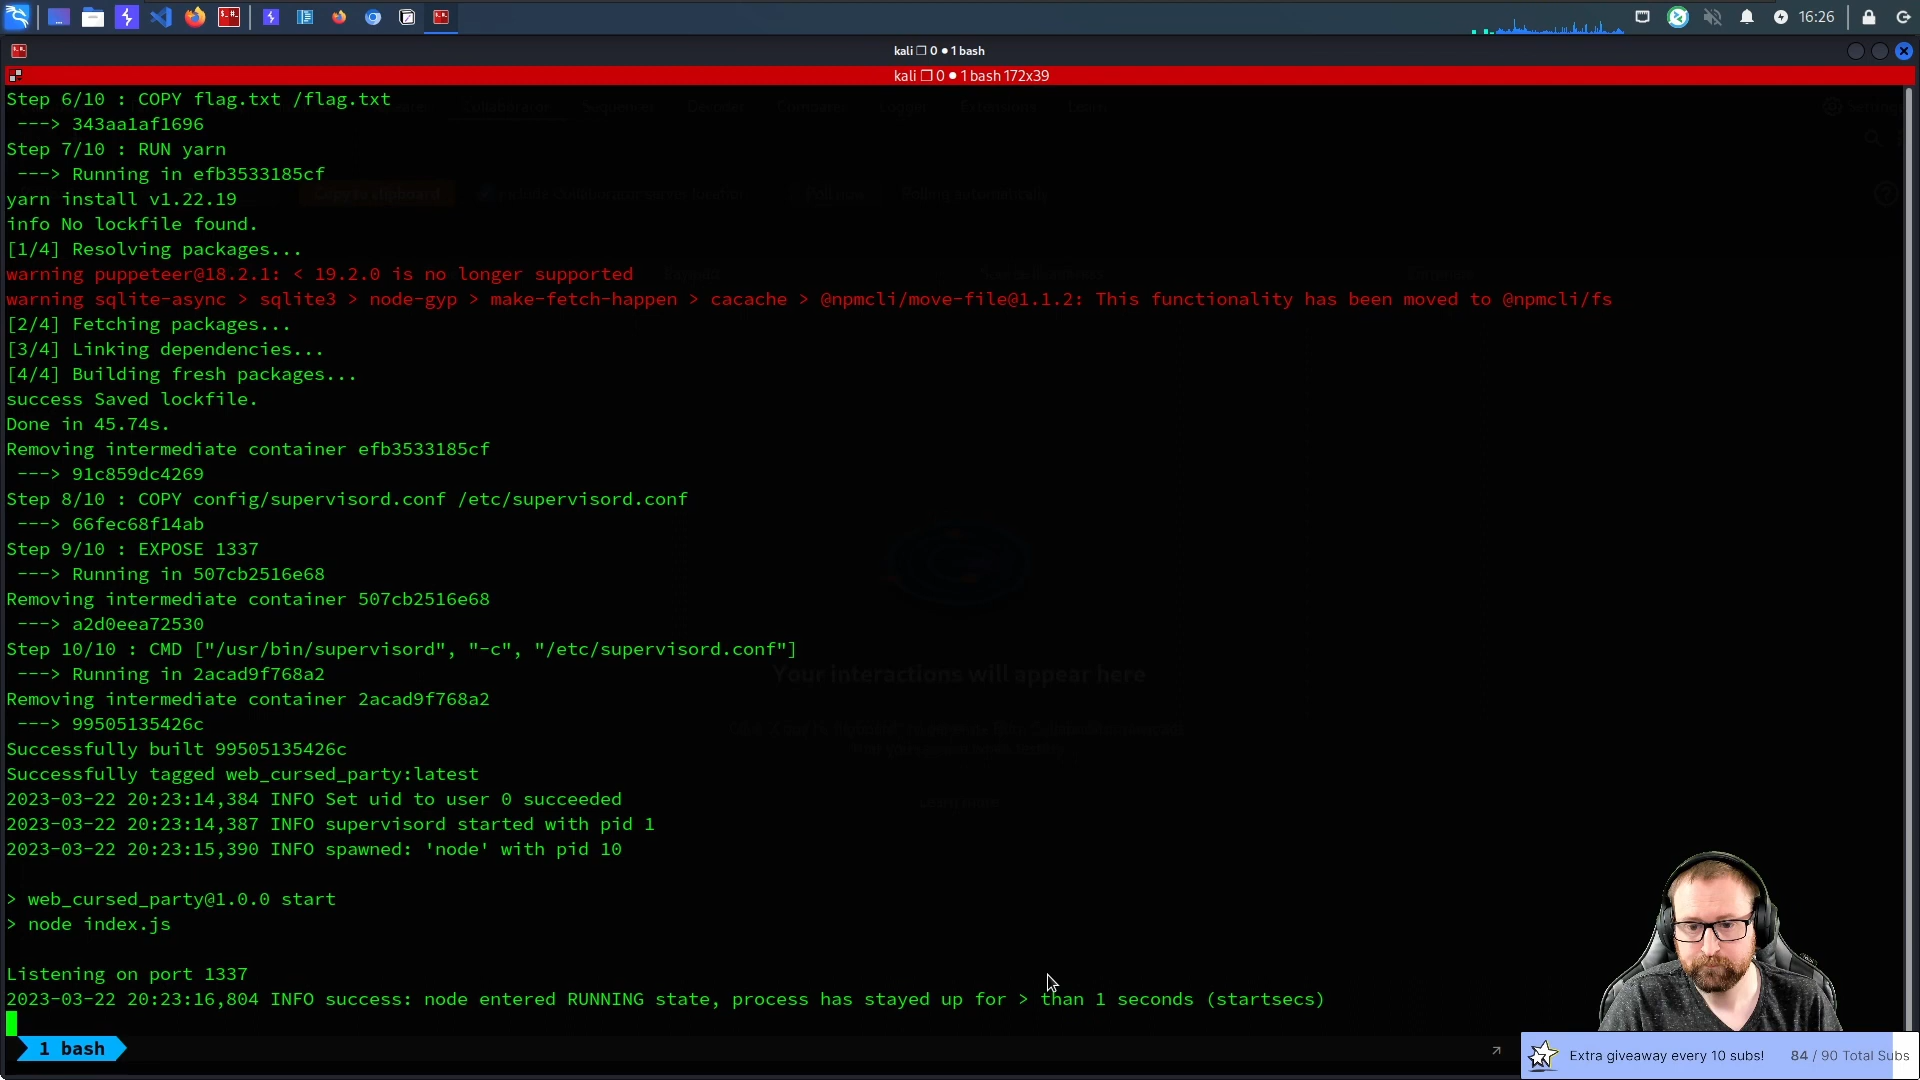 16:26
kali ❐ 0 ● 1 bash
kali ❐ 0 ● 1 bash 172x39
Step 6/10 : COPY flag.txt /flag.txt
---> 343aa1af1696
Step 7/10 : RUN yarn
---> Running in efb3533185cf
yarn install v1.22.19
info No lockfile found.
[1/4] Resolving packages...
warning puppeteer@18.2.1: < 19.2.0 is no longer supported
warning sqlite-async > sqlite3 > node-gyp > make-fetch-happen > cacache > @npmcli/move-file@1.1.2: This functionality has been moved to @npmcli/fs
[2/4] Fetching packages...
[3/4] Linking dependencies...
[4/4] Building fresh packages...
success Saved lockfile.
Done in 45.74s.
Removing intermediate container efb3533185cf
---> 91c859dc4269
Step 8/10 : COPY config/supervisord.conf /etc/supervisord.conf
---> 66fec68f14ab
Step 9/10 : EXPOSE 1337
---> Running in 507cb2516e68
Removing intermediate container 507cb2516e68
---> a2d0eea72530
Step 10/10 : CMD ["/usr/bin/supervisord", "-c", "/etc/supervisord.conf"]
---> Running in 2acad9f768a2
Your interactions will appear here
Removing intermediate container 2acad9f768a2
---> 99505135426c
Successfully built 99505135426c
Successfully tagged web_cursed_party:latest
2023-03-22 20:23:14,384 INFO Set uid to user 0 succeeded
Learn more
2023-03-22 20:23:14,387 INFO supervisord started with pid 1
2023-03-22 20:23:15,390 INFO spawned: 'node' with pid 10
> web_cursed_party@1.0.0 start
> node index.js
Listening on port 1337
2023-03-22 20:23:16,804 INFO success: node entered RUNNING state, process has stayed up for > than 1 seconds (startsecs)
1 bash
Extra giveaway every 10 subs! 84 / 90 Total Subs